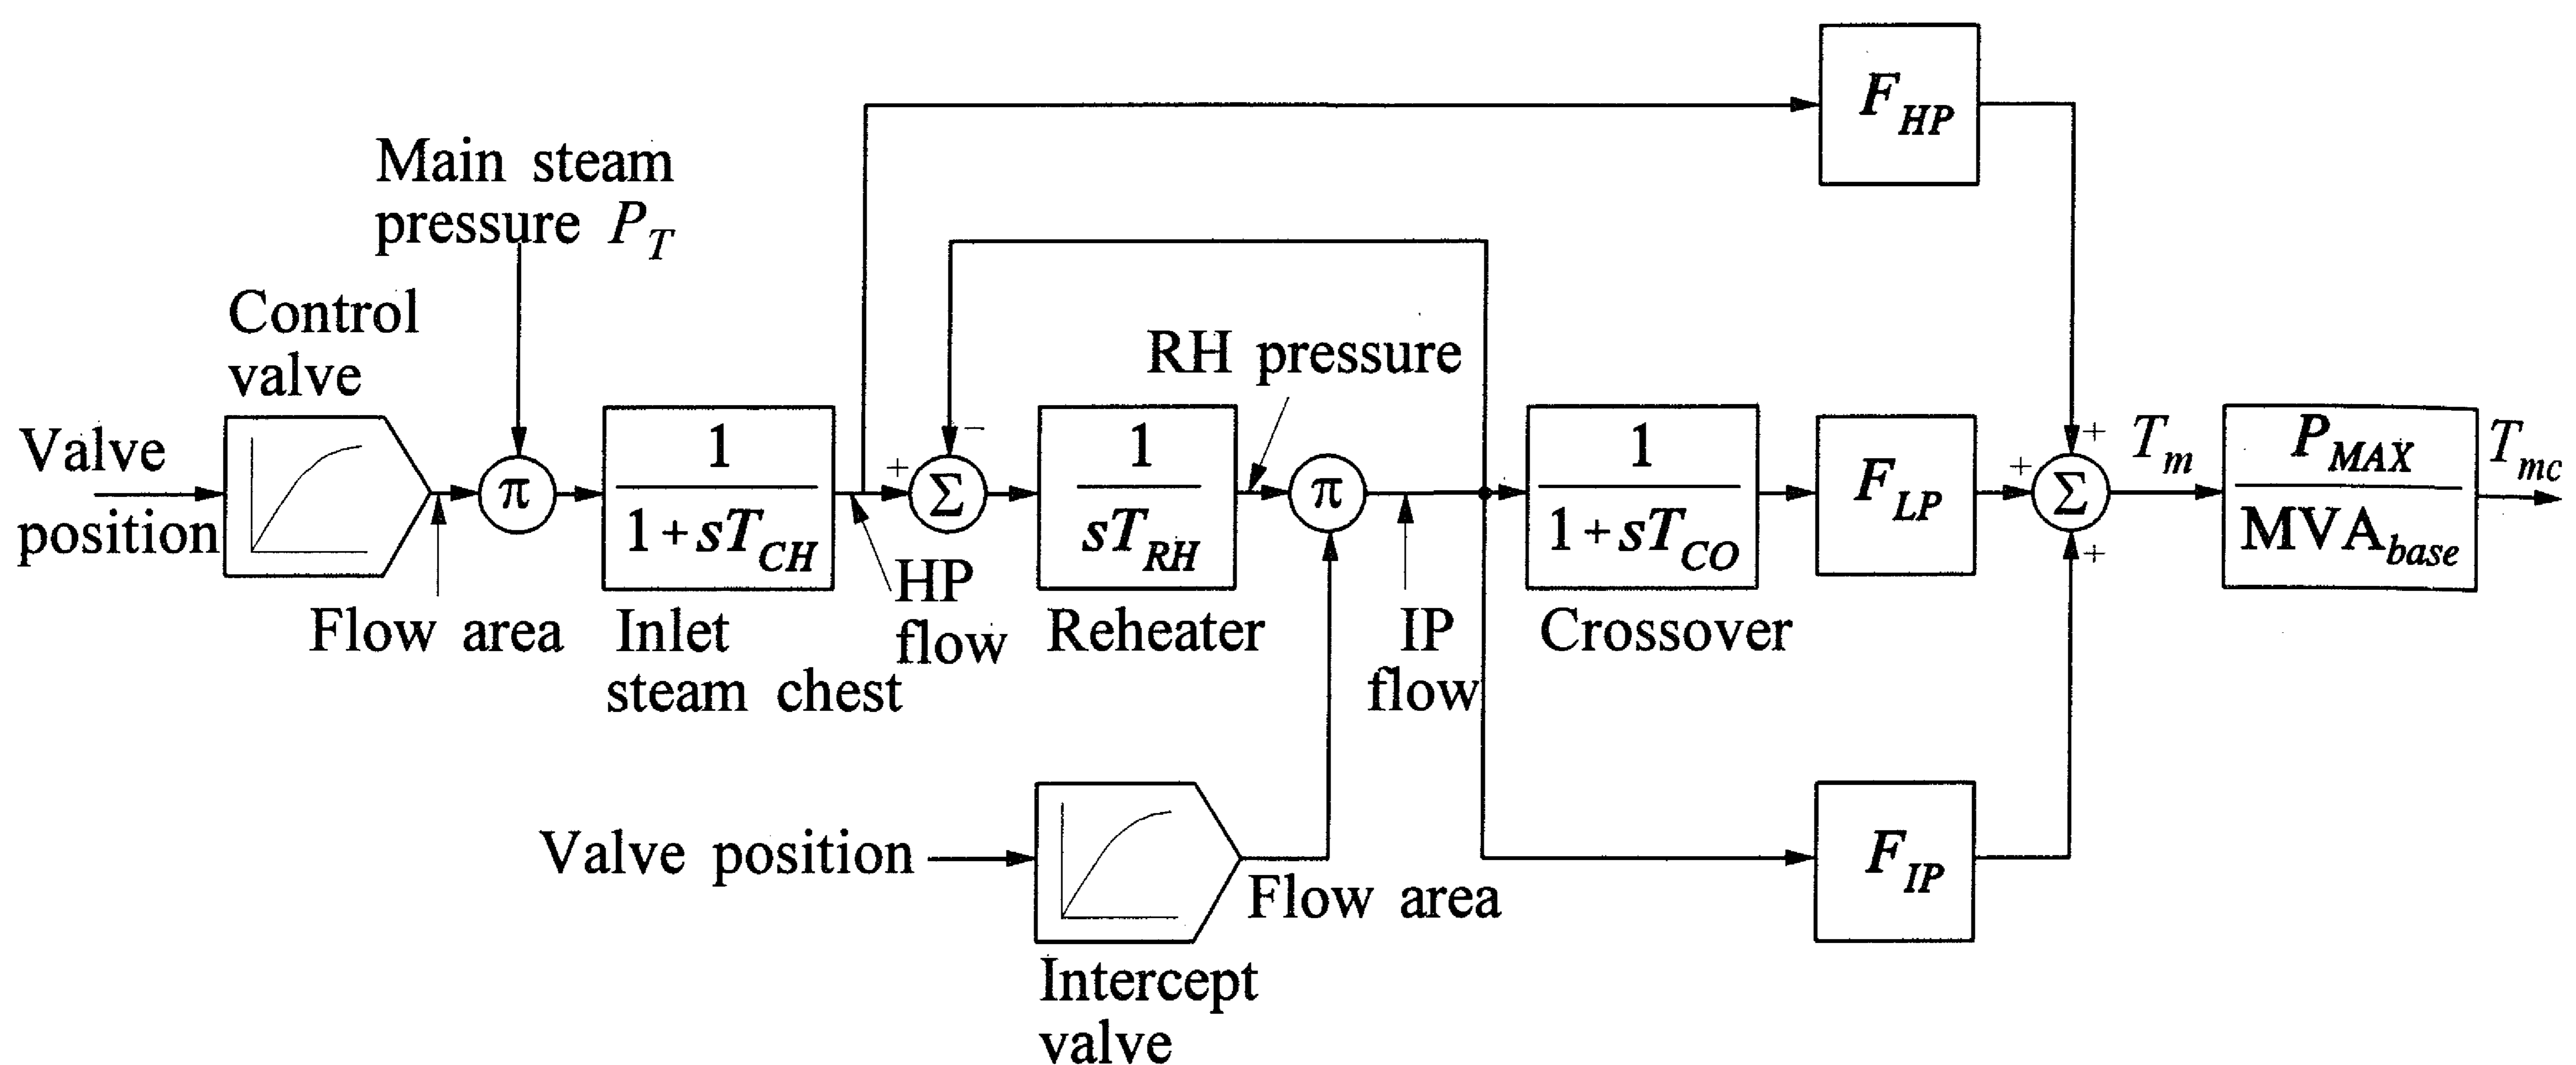 F_HP
Main steam
pressure P_T
Control
valve
RH pressure
Valve
position
π
1
1+sT_CH
+
−
Σ
1
sT_RH
π
1
1+sT_CO
F_LP
+
+
+
Σ
T_m
P_MAX
MVA_base
T_mc
Flow area
Inlet
steam chest
HP
flow
Reheater
IP
flow
Crossover
Valve position
Flow area
F_IP
Intercept
valve